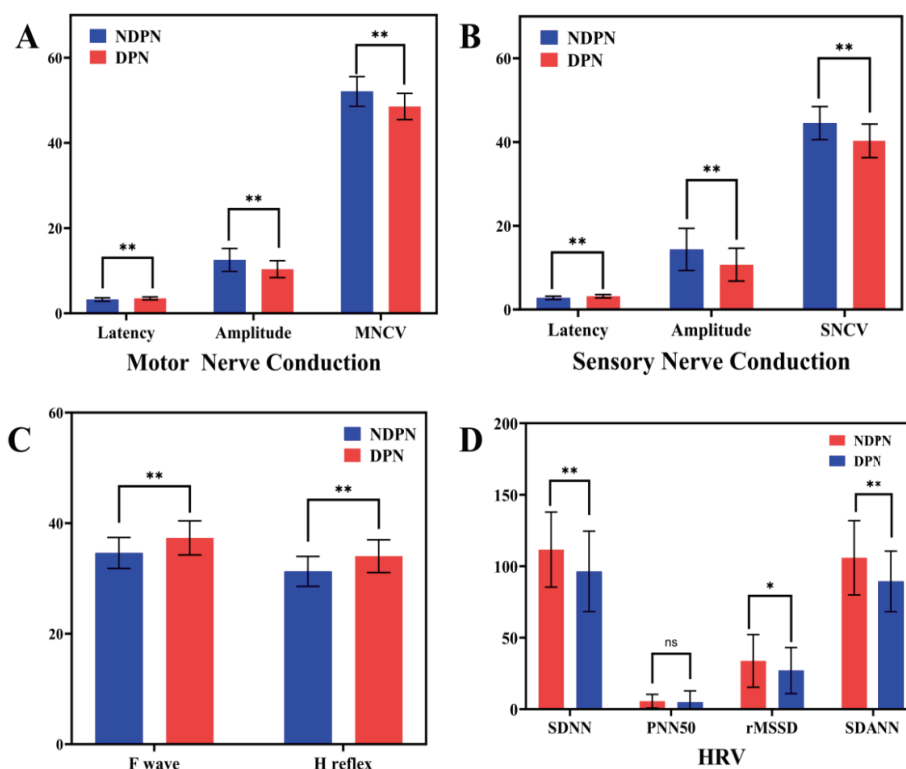 A
NDPN
DPN
**
**
**
60
40
20
0
Latency Amplitude MNCV
Motor Nerve Conduction
B
NDPN
DPN
**
**
**
60
40
20
0
Latency Amplitude SNCV
Sensory Nerve Conduction
C
NDPN
DPN
**
**
60
40
20
0
F wave H reflex
D
NDPN
DPN
**
ns
*
**
200
150
100
50
0
SDNN PNN50 rMSSD SDANN
HRV